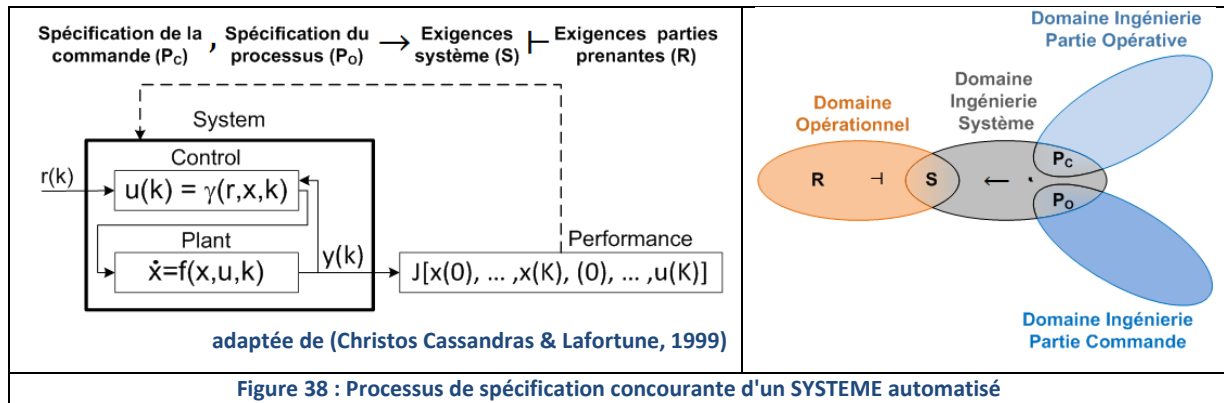 Spécification de la commande (PC) , Spécification du processus (PO) → Exigences système (S) ⊢ Exigences parties prenantes (R)
System
Control
r(k)
u(k) = γ(r,x,k)
Plant
ẋ=f(x,u,k)
y(k)
Performance
J[x(0), ... ,x(K), (0), ... ,u(K)]
adaptée de (Christos Cassandras & Lafortune, 1999)
Domaine Ingénierie
Partie Opérative
Domaine
Ingénierie
Système
Domaine
Opérationnel
R ⊣ S ← .
PC
PO
Domaine Ingénierie
Partie Commande
Figure 38 : Processus de spécification concourante d'un SYSTEME automatisé